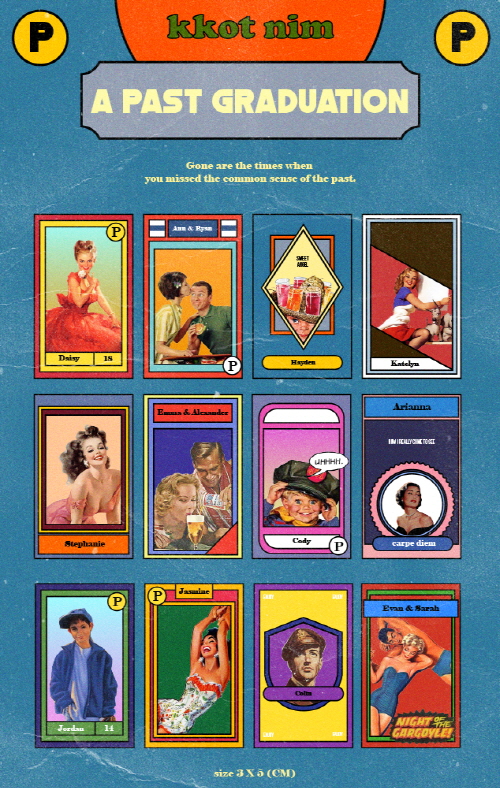 P
kkot nim
P
A PAST GRADUATION
Gone are the times when
you missed the common sense of the past.
P
Daisy 18
Ann & Ryan
P
SWEET
ANGEL
Hayden
Katelyn
Stephanie
Emma & Alexander
UHHHH.
Cody
P
Arianna
HOW I REALLY COME TO SEE
carpe diem
P
Jordan 14
P
Jasmine
Colin
Evan & Sarah
NIGHT OF THE
GARGOYLE!
size 3 X 5 (CM)